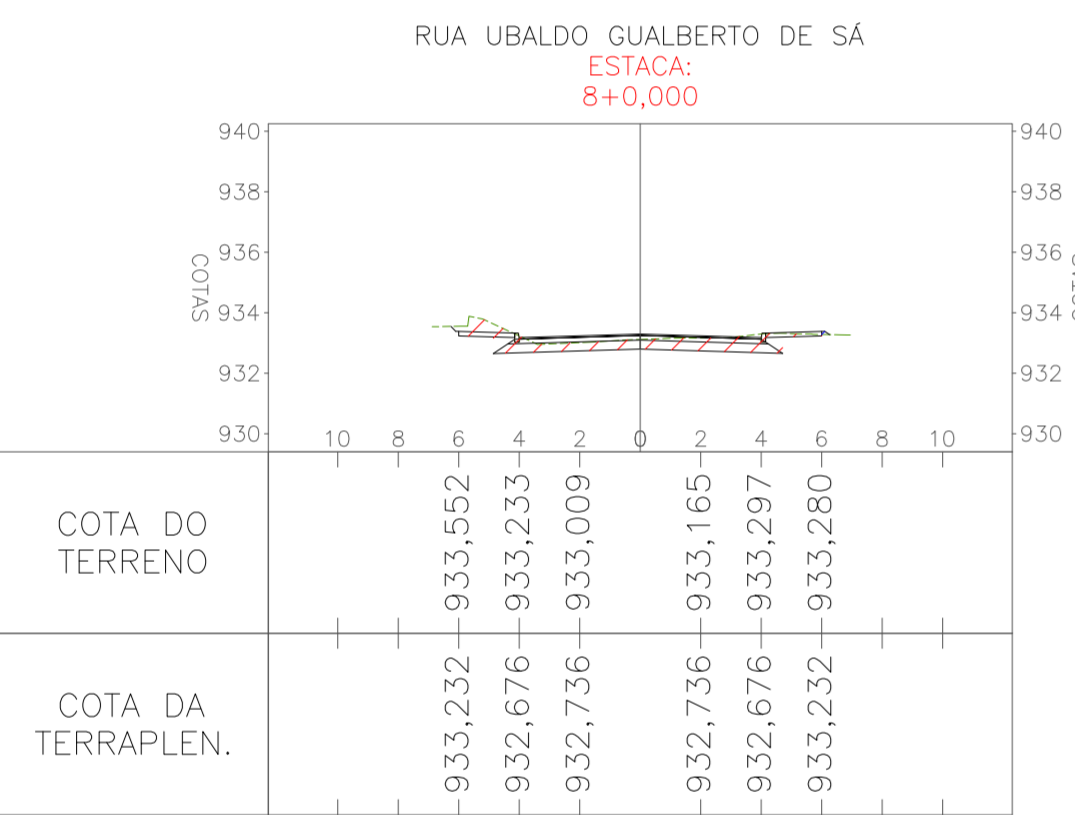 RUA UBALDO GUALBERTO DE SÁ
ESTACA:
8+0,000
940 940
938 938
936 936
COTAS
934 934
932 932
930 10 8 6 4 2 0 2 4 6 8 10 930
COTA DO
TERRENO
933,552 933,233 933,009 933,165 933,297 933,280
COTA DA
TERRAPLEN.
933,232 932,676 932,736 932,736 932,676 933,232